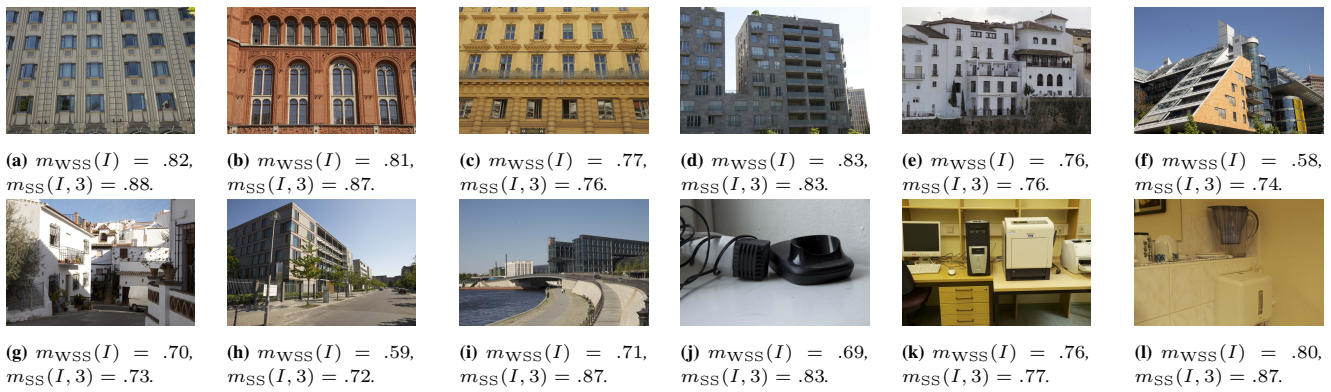 (a) m_WSS(I) = .82,
m_SS(I, 3) = .88.
(b) m_WSS(I) = .81,
m_SS(I, 3) = .87.
(c) m_WSS(I) = .77,
m_SS(I, 3) = .76.
(d) m_WSS(I) = .83,
m_SS(I, 3) = .83.
(e) m_WSS(I) = .76,
m_SS(I, 3) = .76.
(f) m_WSS(I) = .58,
m_SS(I, 3) = .74.
(g) m_WSS(I) = .70,
m_SS(I, 3) = .73.
(h) m_WSS(I) = .59,
m_SS(I, 3) = .72.
(i) m_WSS(I) = .71,
m_SS(I, 3) = .87.
(j) m_WSS(I) = .69,
m_SS(I, 3) = .83.
(k) m_WSS(I) = .76,
m_SS(I, 3) = .77.
(l) m_WSS(I) = .80,
m_SS(I, 3) = .87.